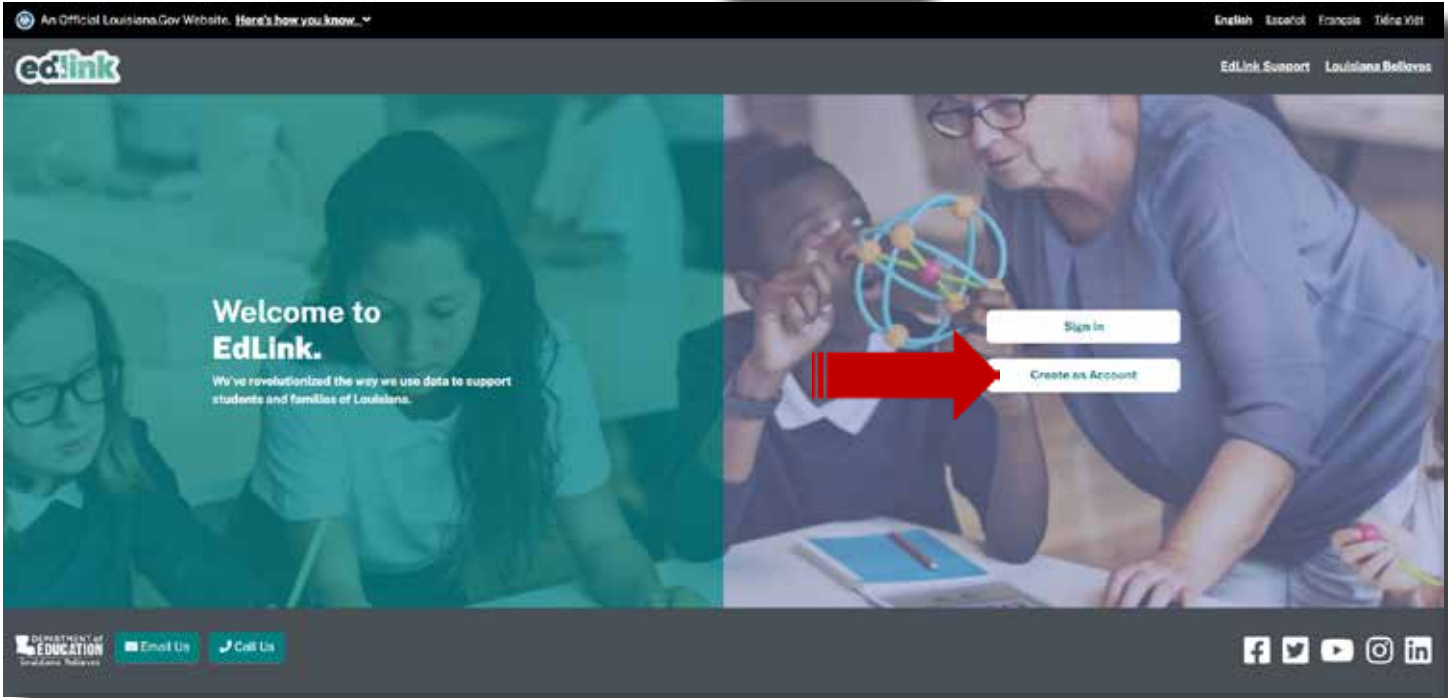 An Official Louisiana.Gov Website. Here's how you know.
English Español Français Tiếng Việt
edlink
EdLink Support Louisiana Believes
Welcome to
EdLink.
We've revolutionized the way we use data to support
students and families of Louisiana.
Sign in
Create an Account
DEPARTMENT of
EDUCATION
Louisiana Believes
Email Us
Call Us